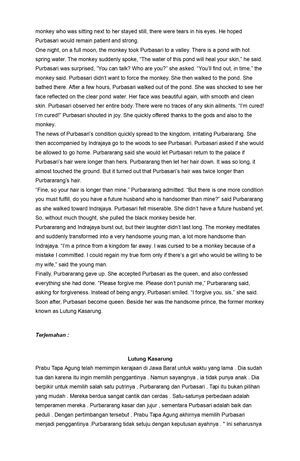 monkey who was sitting next to her stayed still, there were tears in his eyes. He hoped
Purbasari would remain patient and strong.
One night, on a full moon, the monkey took Purbasari to a valley. There is a pond with hot
spring water. The monkey suddenly spoke, "The water of this pond will heal your skin," he said.
Purbasari was surprised, "You can talk? Who are you?" she asked. "You'll find out, in time," the
monkey said. Purbasari didn't want to force the monkey. She then walked to the pond. She
bathed there. After a few hours, Purbasari walked out of the pond. She was shocked to see her
face reflected on the clear pond water. Her face was beautiful again, with smooth and clean
skin. Purbasari observed her entire body. There were no traces of any skin ailments. "I'm cured!
I'm cured!" Purbasari shouted in joy. She quickly offered thanks to the gods and also to the
monkey.
The news of Purbasari's condition quickly spread to the kingdom, irritating Purbararang. She
then accompanied by Indrajaya go to the woods to see Purbasari. Purbasari asked if she would
be allowed to go home. Purbararang said she would let Purbasari return to the palace if
Purbasari's hair were longer than hers. Purbararang then let her hair down. It was so long, it
almost touched the ground. But it turned out that Purbasari's hair was twice longer than
Purbararang's hair.
"Fine, so your hair is longer than mine." Purbararang admitted. "But there is one more condition
you must fulfil, do you have a future husband who is handsomer than mine?" said Purbararang
as she walked toward Indrajaya. Purbasari felt miserable. She didn't have a future husband yet.
So, without much thought, she pulled the black monkey beside her.
Purbararang and Indrajaya burst out, but their laughter didn't last long. The monkey meditates
and suddenly transformed into a very handsome young man, a lot more handsome than
Indrajaya. "I'm a prince from a kingdom far away. I was cursed to be a monkey because of a
mistake I committed. I could regain my true form only if there's a girl who would be willing to be
my wife," said the young man.
Finally, Purbararang gave up. She accepted Purbasari as the queen, and also confessed
everything she had done. "Please forgive me. Please don't punish me," Purbararang said,
asking for forgiveness. Instead of being angry, Purbasari smiled. "I forgive you, sis," she said.
Soon after, Purbasari become queen. Beside her was the handsome prince, the former monkey
known as Lutung Kasarung.
Terjemahan :
Lutung Kasarung
Prabu Tapa Agung telah memimpin kerajaan di Jawa Barat untuk waktu yang lama . Dia sudah
tua dan karena itu ingin memilih penggantinya . Namun sayangnya , ia tidak punya anak . Dia
berpikir untuk memilih salah satu putrinya , Purbararang dan Purbasari . Tapi itu bukan pilihan
yang mudah . Mereka berdua sangat cantik dan cerdas . Satu-satunya perbedaan adalah
temperamen mereka . Purbararang kasar dan jujur , sementara Purbasari adalah baik dan
peduli . Dengan pertimbangan tersebut , Prabu Tapa Agung akhirnya memilih Purbasari
menjadi penggantinya .Purbararang tidak setuju dengan keputusan ayahnya . " Ini seharusnya